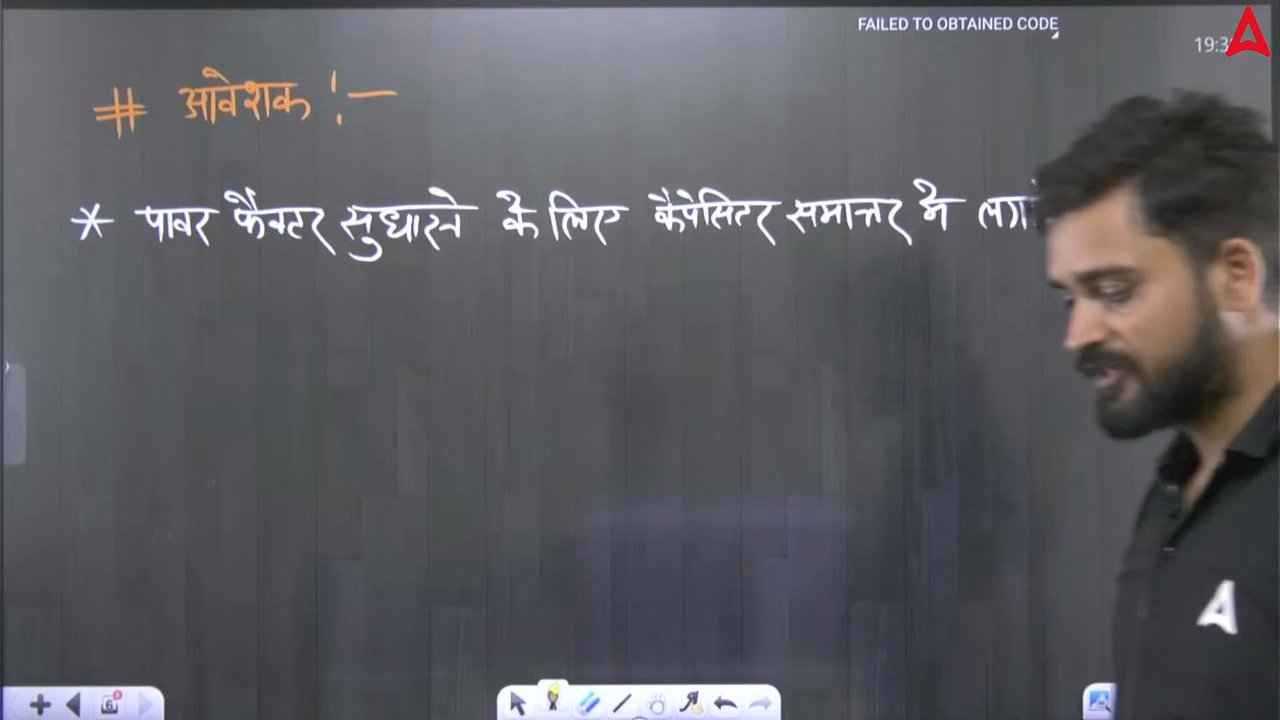 FAILED TO OBTAINED CODE
# आवेशक :-
* पावर फैक्टर सुधारने के लिए कैपेसिटर समान्तर मे